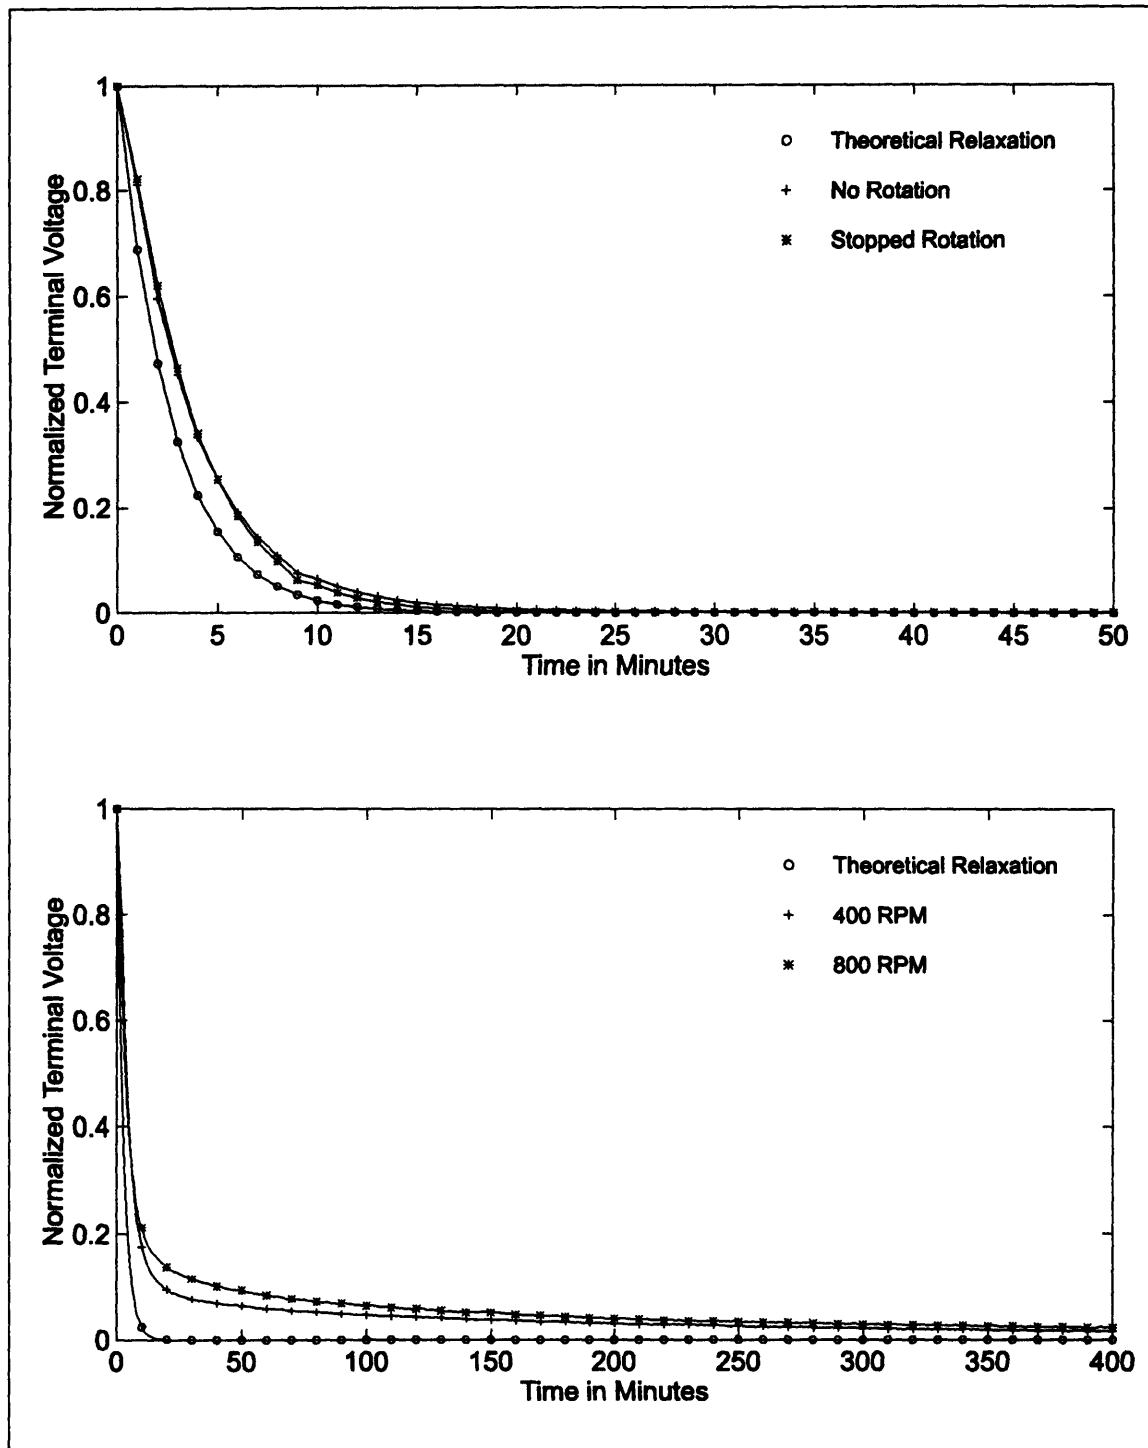 Normalized Terminal Voltage
1
0.8
0.6
0.4
0.2
0
Theoretical Relaxation
No Rotation
Stopped Rotation
0 5 10 15 20 25 30 35 40 45 50
Time in Minutes
Normalized Terminal Voltage
1
0.8
0.6
0.4
0.2
0
Theoretical Relaxation
400 RPM
800 RPM
0 50 100 150 200 250 300 350 400
Time in Minutes